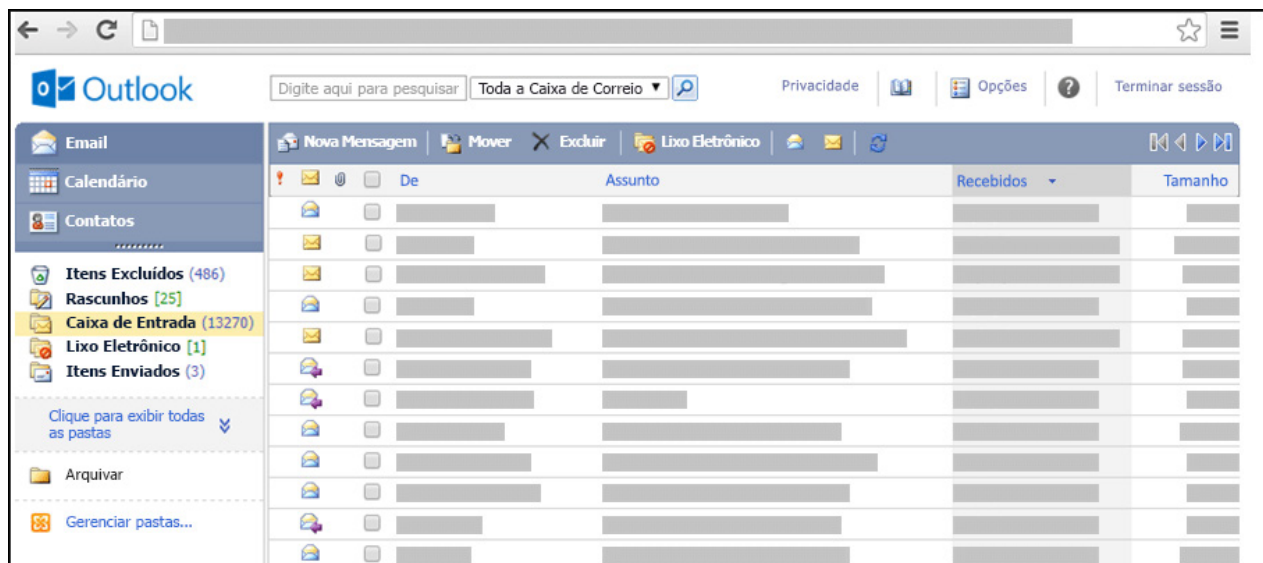 Outlook
Digite aqui para pesquisar Toda a Caixa de Correio Privacidade Opções Terminar sessão
Email
Calendário
Contatos
Nova Mensagem Mover Excluir Lixo Eletrônico
De Assunto Recebidos Tamanho
Itens Excluídos (486)
Rascunhos [25]
Caixa de Entrada (13270)
Lixo Eletrônico [1]
Itens Enviados (3)
Clique para exibir todas
as pastas
Arquivar
Gerenciar pastas...